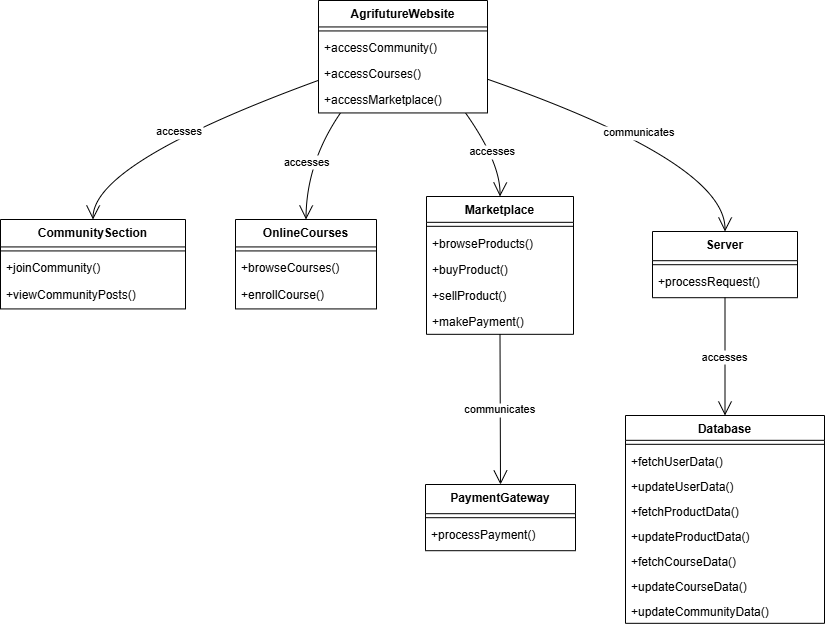 AgrifutureWebsite
+accessCommunity()
+accessCourses()
+accessMarketplace()
accesses
accesses
accesses
communicates
CommunitySection
+joinCommunity()
+viewCommunityPosts()
OnlineCourses
+browseCourses()
+enrollCourse()
Marketplace
+browseProducts()
+buyProduct()
+sellProduct()
+makePayment()
Server
+processRequest()
communicates
accesses
PaymentGateway
+processPayment()
Database
+fetchUserData()
+updateUserData()
+fetchProductData()
+updateProductData()
+fetchCourseData()
+updateCourseData()
+updateCommunityData()